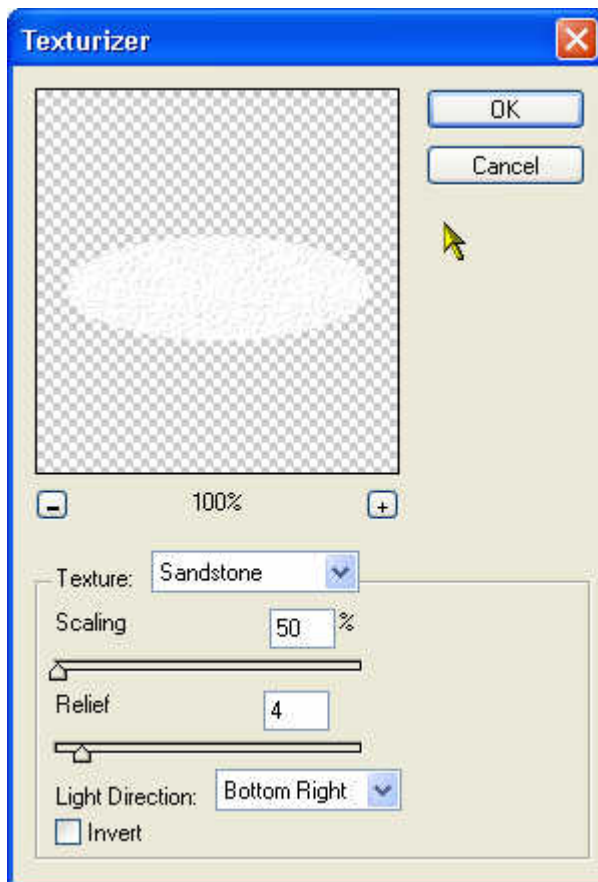 Texturizer
OK
Cancel
100%
Texture: Sandstone
Scaling 50 %
Relief 4
Light Direction: Bottom Right
Invert